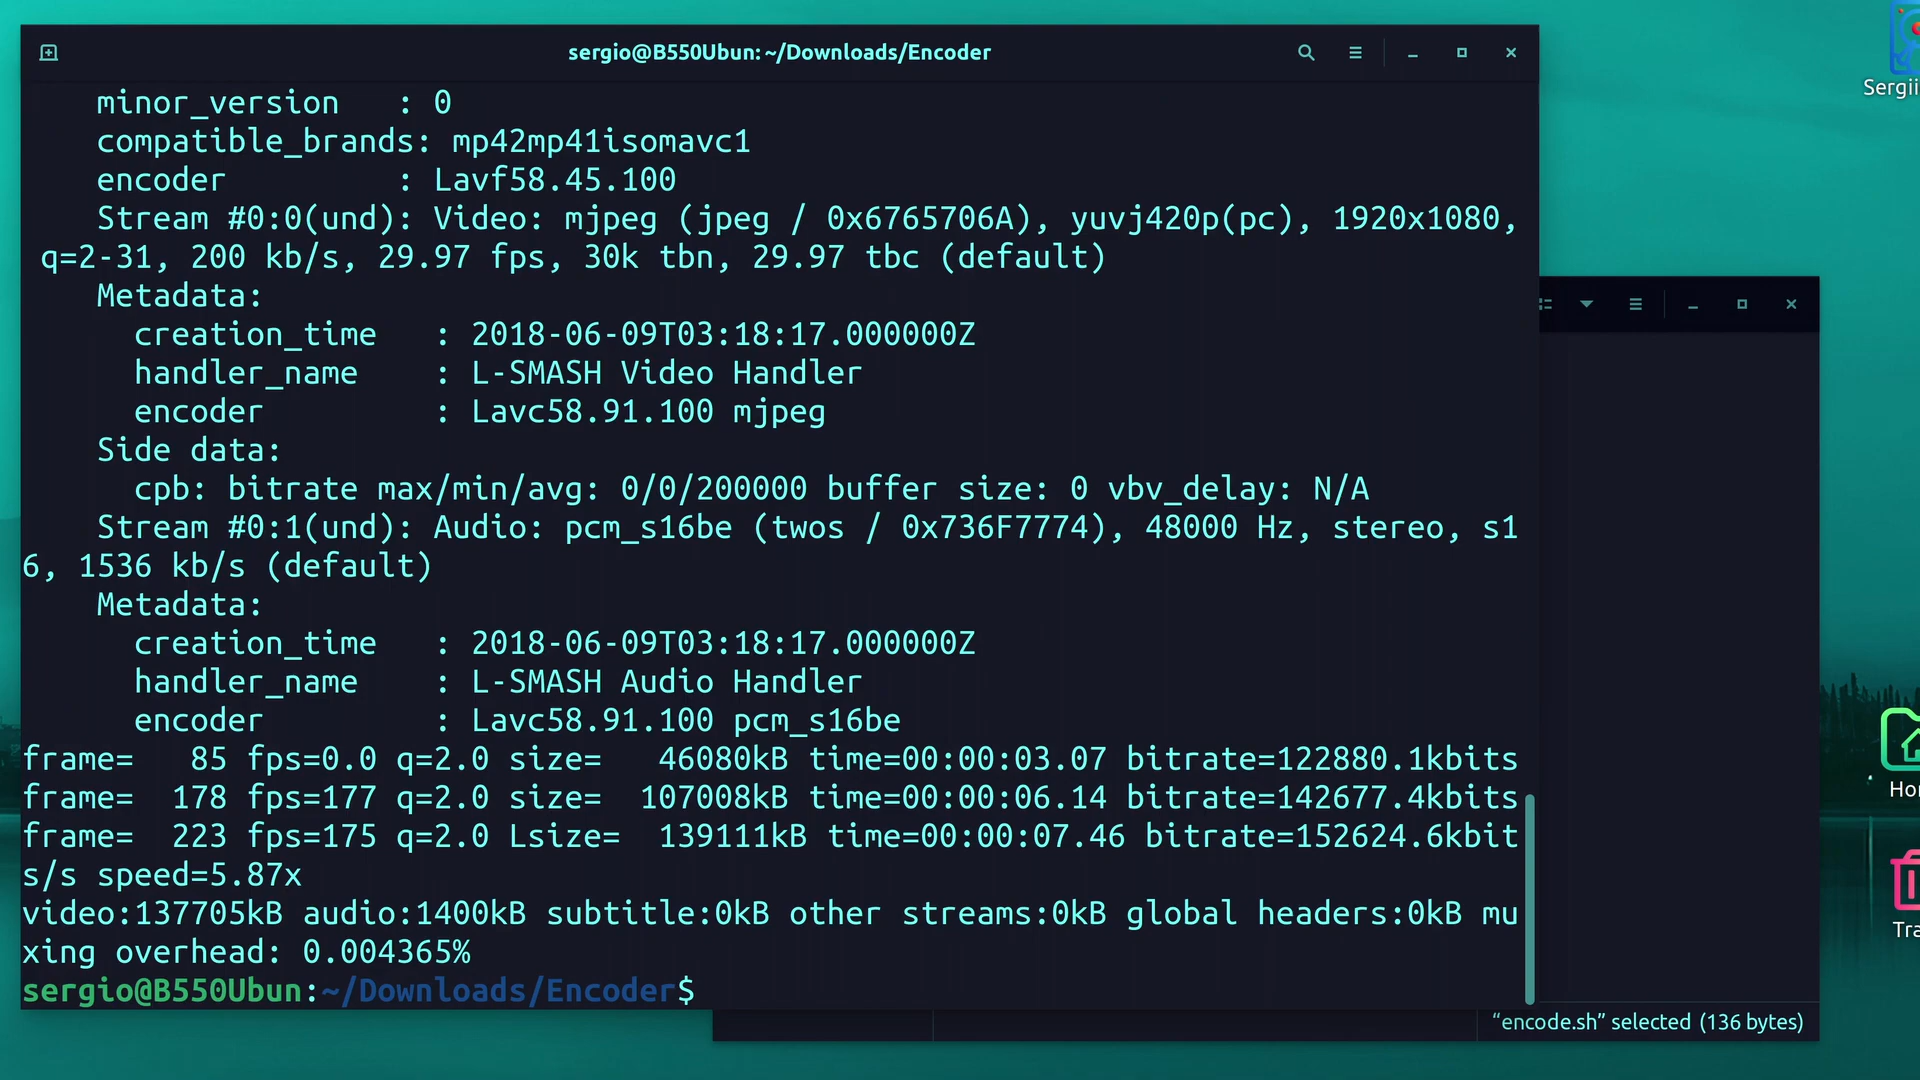 sergio@B550Ubun: ~/Downloads/Encoder
minor_version   : 0
compatible_brands: mp42mp41isomavc1
encoder         : Lavf58.45.100
Stream #0:0(und): Video: mjpeg (jpeg / 0x6765706A), yuvj420p(pc), 1920x1080,
q=2-31, 200 kb/s, 29.97 fps, 30k tbn, 29.97 tbc (default)
Metadata:
creation_time   : 2018-06-09T03:18:17.000000Z
handler_name    : L-SMASH Video Handler
encoder         : Lavc58.91.100 mjpeg
Side data:
cpb: bitrate max/min/avg: 0/0/200000 buffer size: 0 vbv_delay: N/A
Stream #0:1(und): Audio: pcm_s16be (twos / 0x736F7774), 48000 Hz, stereo, s1
6, 1536 kb/s (default)
Metadata:
creation_time   : 2018-06-09T03:18:17.000000Z
handler_name    : L-SMASH Audio Handler
encoder         : Lavc58.91.100 pcm_s16be
frame=   85 fps=0.0 q=2.0 size=   46080kB time=00:00:03.07 bitrate=122880.1kbits
frame=  178 fps=177 q=2.0 size=  107008kB time=00:00:06.14 bitrate=142677.4kbits
frame=  223 fps=175 q=2.0 Lsize=  139111kB time=00:00:07.46 bitrate=152624.6kbit
s/s speed=5.87x
video:137705kB audio:1400kB subtitle:0kB other streams:0kB global headers:0kB mu
xing overhead: 0.004365%
sergio@B550Ubun:~/Downloads/Encoder$
“encode.sh” selected (136 bytes)
Sergii
Ho
Tra